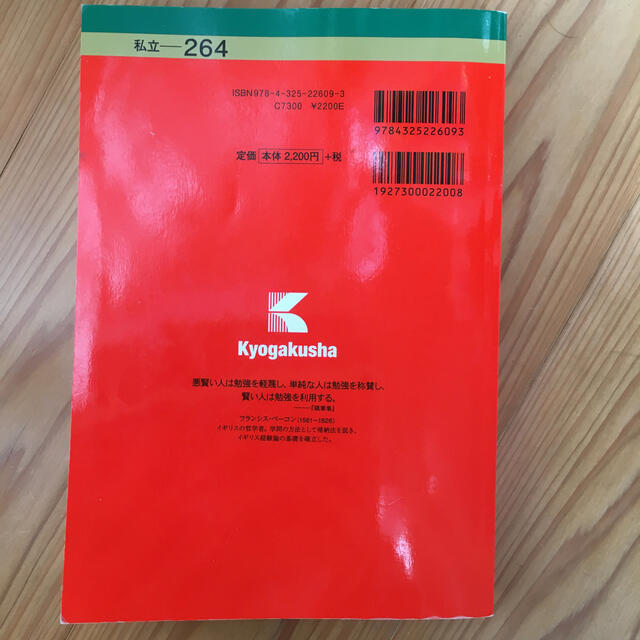 私立—264
ISBN978-4-325-22609-3
C7300 ¥2200E
9784325226093
定価 本体2,200円 +税
1927300022008
Kyogakusha
悪賢い人は勉強を軽蔑し、単純な人は勉強を称賛し、
賢い人は勉強を利用する。
——『随筆集』
フランシス・ベーコン(1561〜1626)
イギリスの哲学者。学問の方法として帰納法を説き、
イギリス経験論の基礎を確立した。